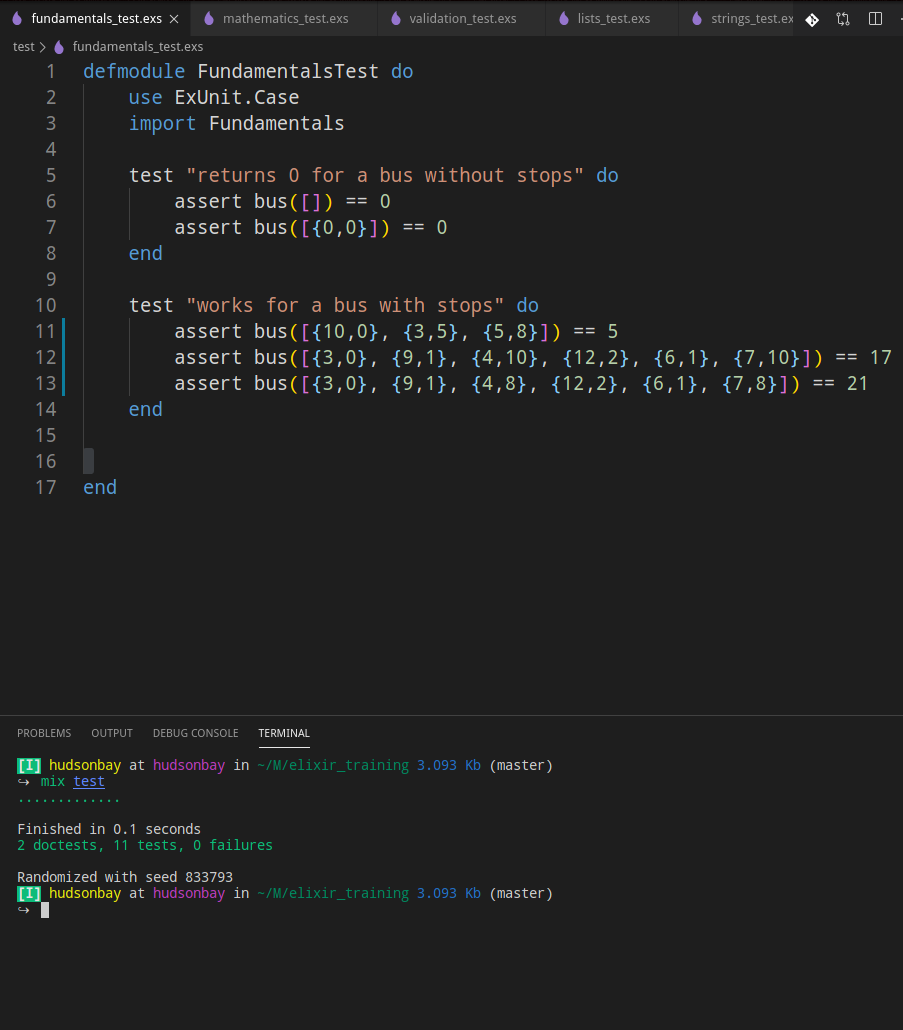 fundamentals_test.exs mathematics_test.exs validation_test.exs lists_test.exs strings_test.ex
test > fundamentals_test.exs
1 defmodule FundamentalsTest do
2 use ExUnit.Case
3 import Fundamentals
4
5 test "returns 0 for a bus without stops" do
6 assert bus([]) == 0
7 assert bus([{0,0}]) == 0
8 end
9
10 test "works for a bus with stops" do
11 assert bus([{10,0}, {3,5}, {5,8}]) == 5
12 assert bus([{3,0}, {9,1}, {4,10}, {12,2}, {6,1}, {7,10}]) == 17
13 assert bus([{3,0}, {9,1}, {4,8}, {12,2}, {6,1}, {7,8}]) == 21
14 end
15
16
17 end
PROBLEMS OUTPUT DEBUG CONSOLE TERMINAL
[I] hudsonbay at hudsonbay in ~/M/elixir_training 3.093 Kb (master)
↪ mix test
.............
Finished in 0.1 seconds
2 doctests, 11 tests, 0 failures
Randomized with seed 833793
[I] hudsonbay at hudsonbay in ~/M/elixir_training 3.093 Kb (master)
↪